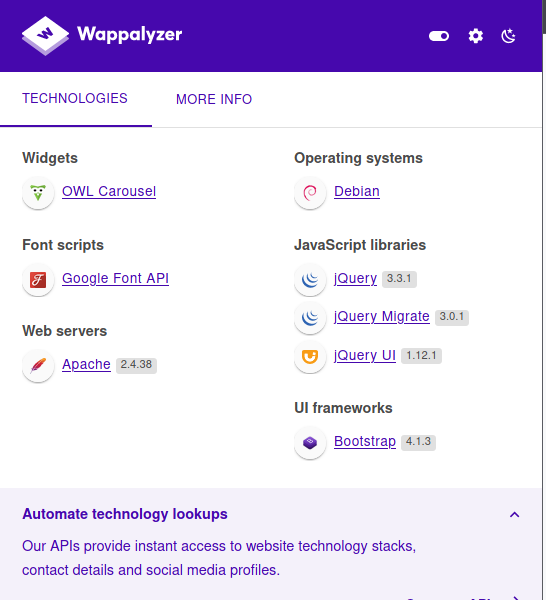 Wappalyzer
TECHNOLOGIES
MORE INFO
Widgets
OWL Carousel
Font scripts
Google Font API
Web servers
Apache 2.4.38
Operating systems
Debian
JavaScript libraries
jQuery 3.3.1
jQuery Migrate 3.0.1
jQuery UI 1.12.1
UI frameworks
Bootstrap 4.1.3
Automate technology lookups
Our APIs provide instant access to website technology stacks,
contact details and social media profiles.